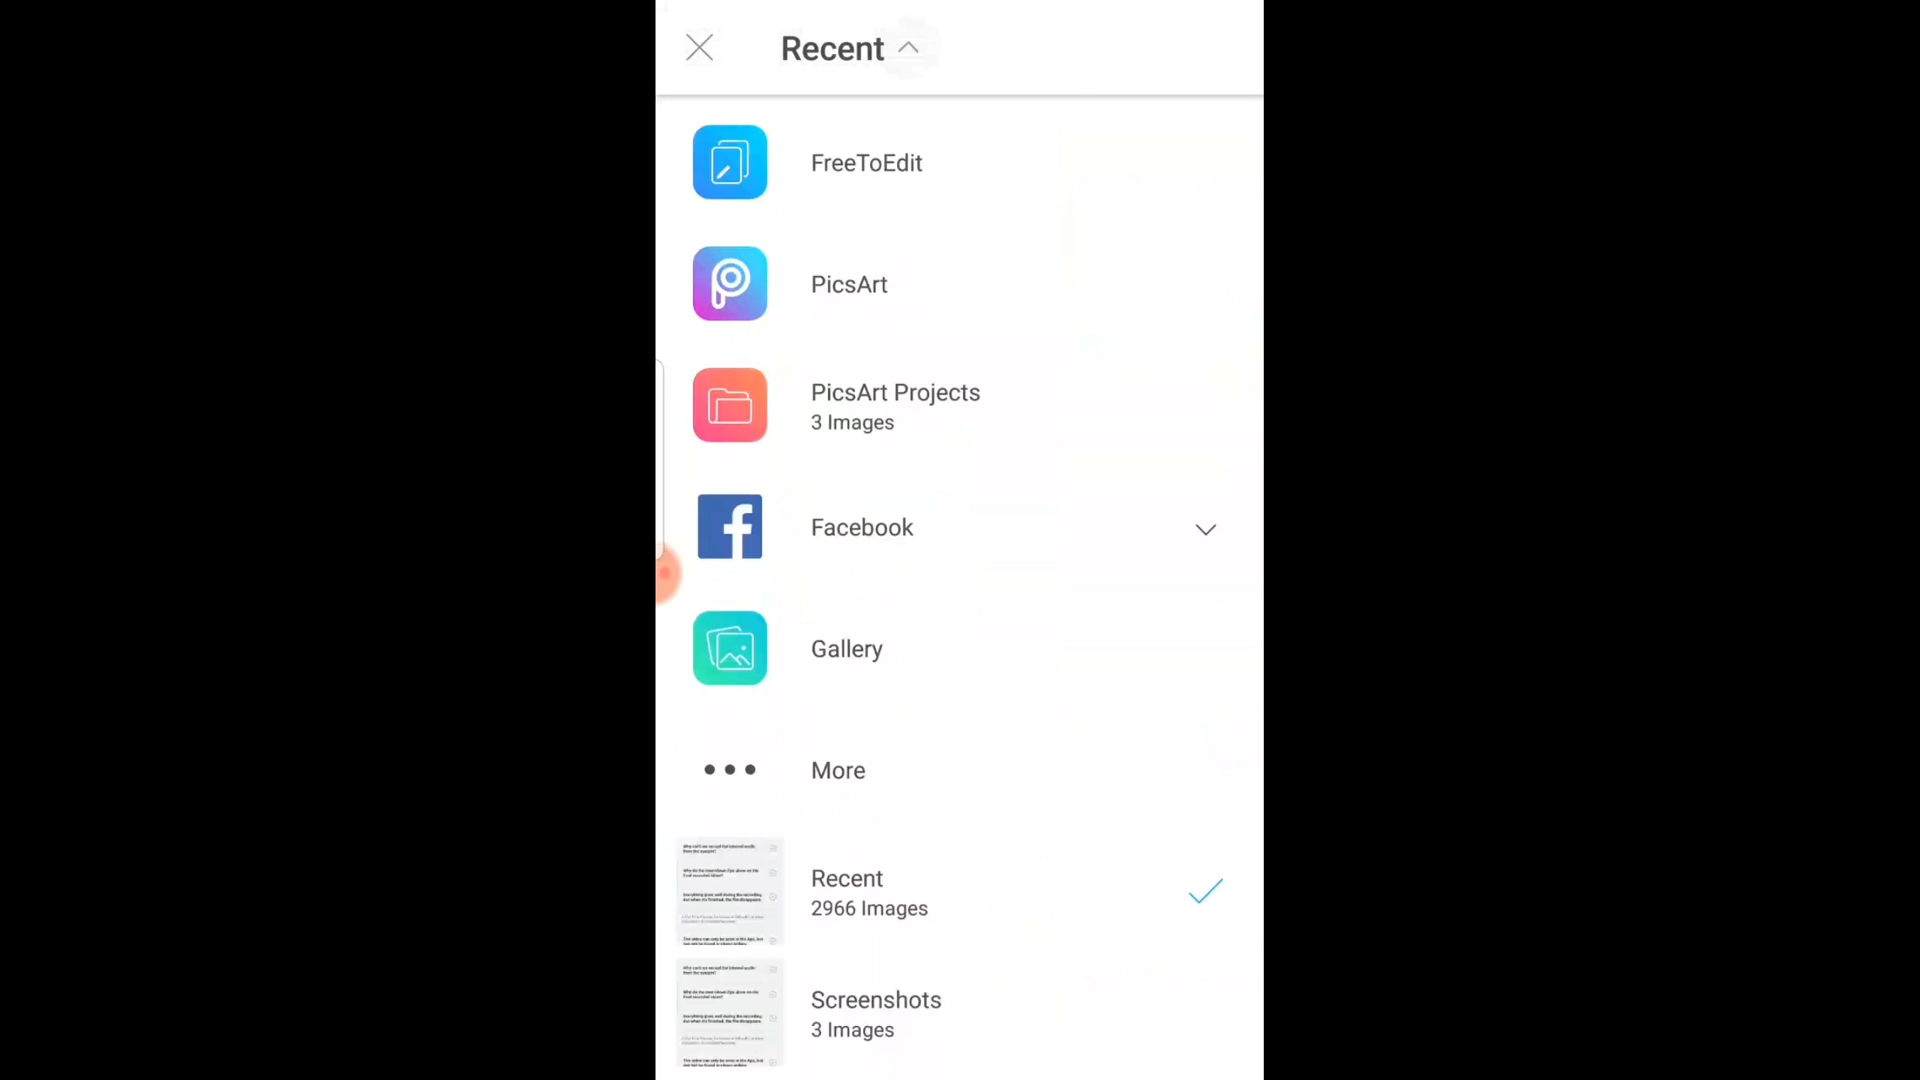 Recent
FreeToEdit
PicsArt
PicsArt Projects
3 Images
Facebook
Gallery
More
Recent
2966 Images
Screenshots
3 Images